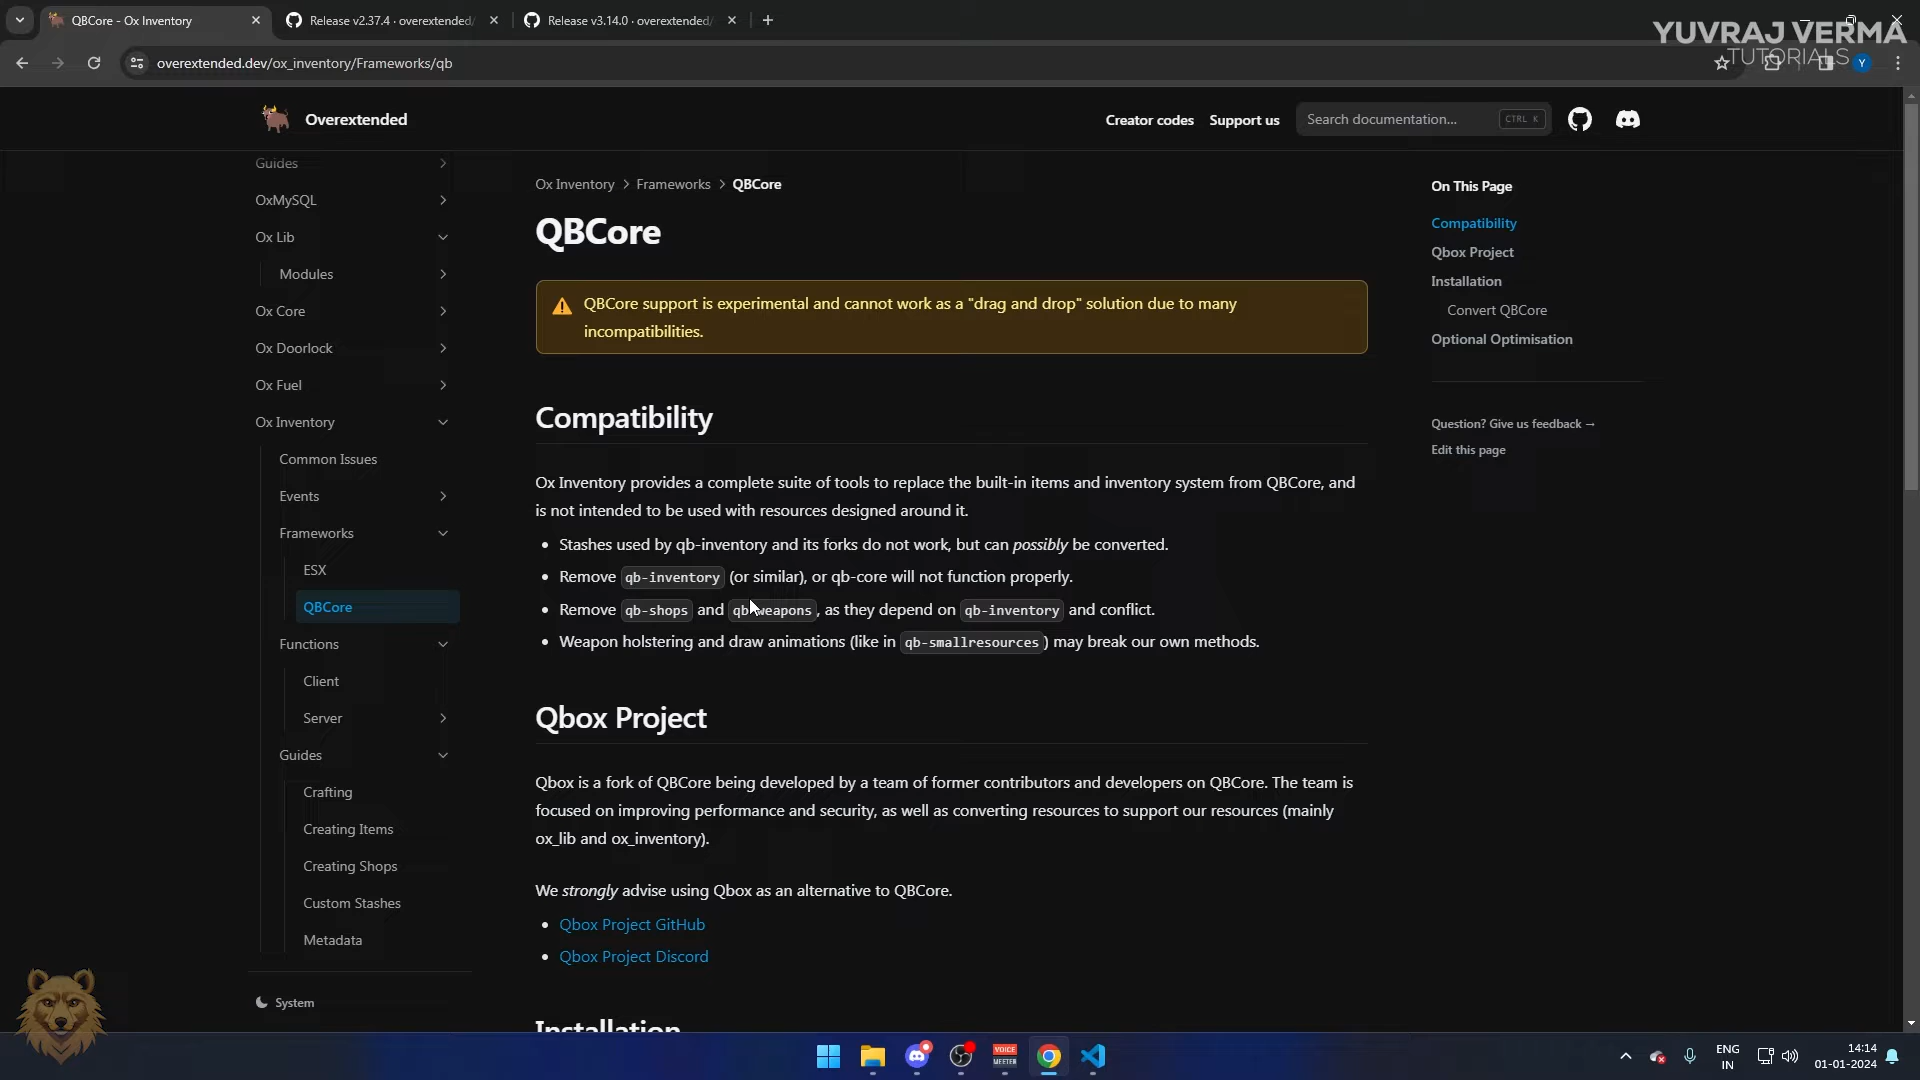 QBCore - Ox Inventory
Release v2.37.4 · overextended/
Release v3.14.0 · overextended/
YUVRAJ VERMA
TUTORIALS
overextended.dev/ox_inventory/Frameworks/qb
Y
Overextended
Creator codes
Support us
Search documentation...
CTRL K
Guides
OxMySQL
Ox Lib
Modules
Ox Core
Ox Doorlock
Ox Fuel
Ox Inventory
Common Issues
Events
Frameworks
ESX
QBCore
Functions
Client
Server
Guides
Crafting
Creating Items
Creating Shops
Custom Stashes
Metadata
System
Ox Inventory > Frameworks > QBCore
QBCore
QBCore support is experimental and cannot work as a "drag and drop" solution due to many
incompatibilities.
Compatibility
Ox Inventory provides a complete suite of tools to replace the built-in items and inventory system from QBCore, and
is not intended to be used with resources designed around it.
• Stashes used by qb-inventory and its forks do not work, but can possibly be converted.
• Remove qb-inventory (or similar), or qb-core will not function properly.
• Remove qb-shops and qb-weapons, as they depend on qb-inventory and conflict.
• Weapon holstering and draw animations (like in qb-smallresources) may break our own methods.
Qbox Project
Qbox is a fork of QBCore being developed by a team of former contributors and developers on QBCore. The team is
focused on improving performance and security, as well as converting resources to support our resources (mainly
ox_lib and ox_inventory).
We strongly advise using Qbox as an alternative to QBCore.
• Qbox Project GitHub
• Qbox Project Discord
Installation
On This Page
Compatibility
Qbox Project
Installation
Convert QBCore
Optional Optimisation
Question? Give us feedback →
Edit this page
VOICE
MEETER
ENG
IN
14:14
01-01-2024